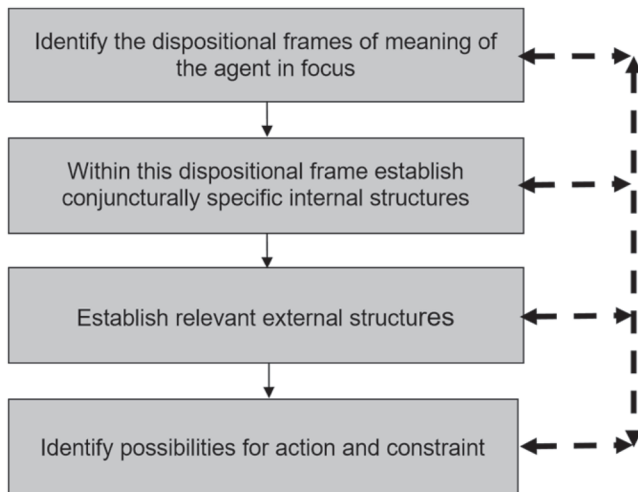 Identify the dispositional frames of meaning of
the agent in focus
Within this dispositional frame establish
conjuncturally specific internal structures
Establish relevant external structures
Identify possibilities for action and constraint